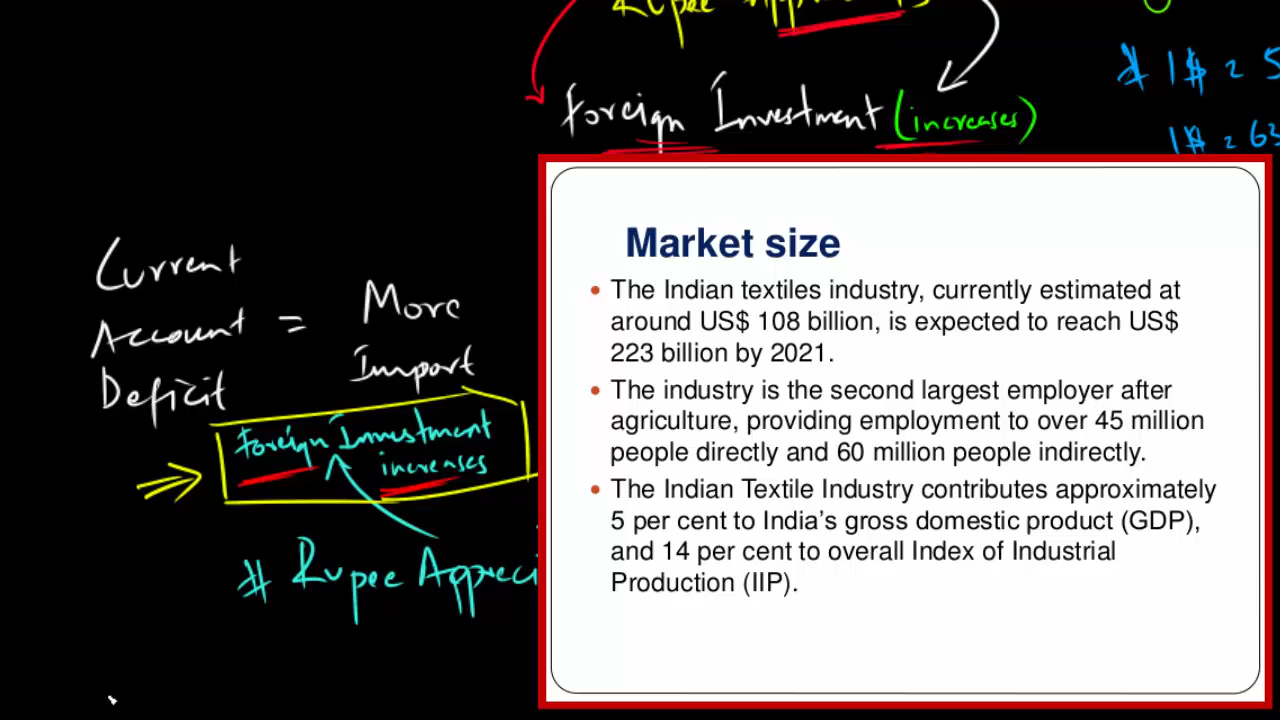 Rupee
Foreign Investment (increases)
# 1$ = 5
1$ = 63
Current
Account = More
Deficit Import
Foreign Investment
increases
# Rupee Appreci
Market size
• The Indian textiles industry, currently estimated at
around US$ 108 billion, is expected to reach US$
223 billion by 2021.
• The industry is the second largest employer after
agriculture, providing employment to over 45 million
people directly and 60 million people indirectly.
• The Indian Textile Industry contributes approximately
5 per cent to India’s gross domestic product (GDP),
and 14 per cent to overall Index of Industrial
Production (IIP).